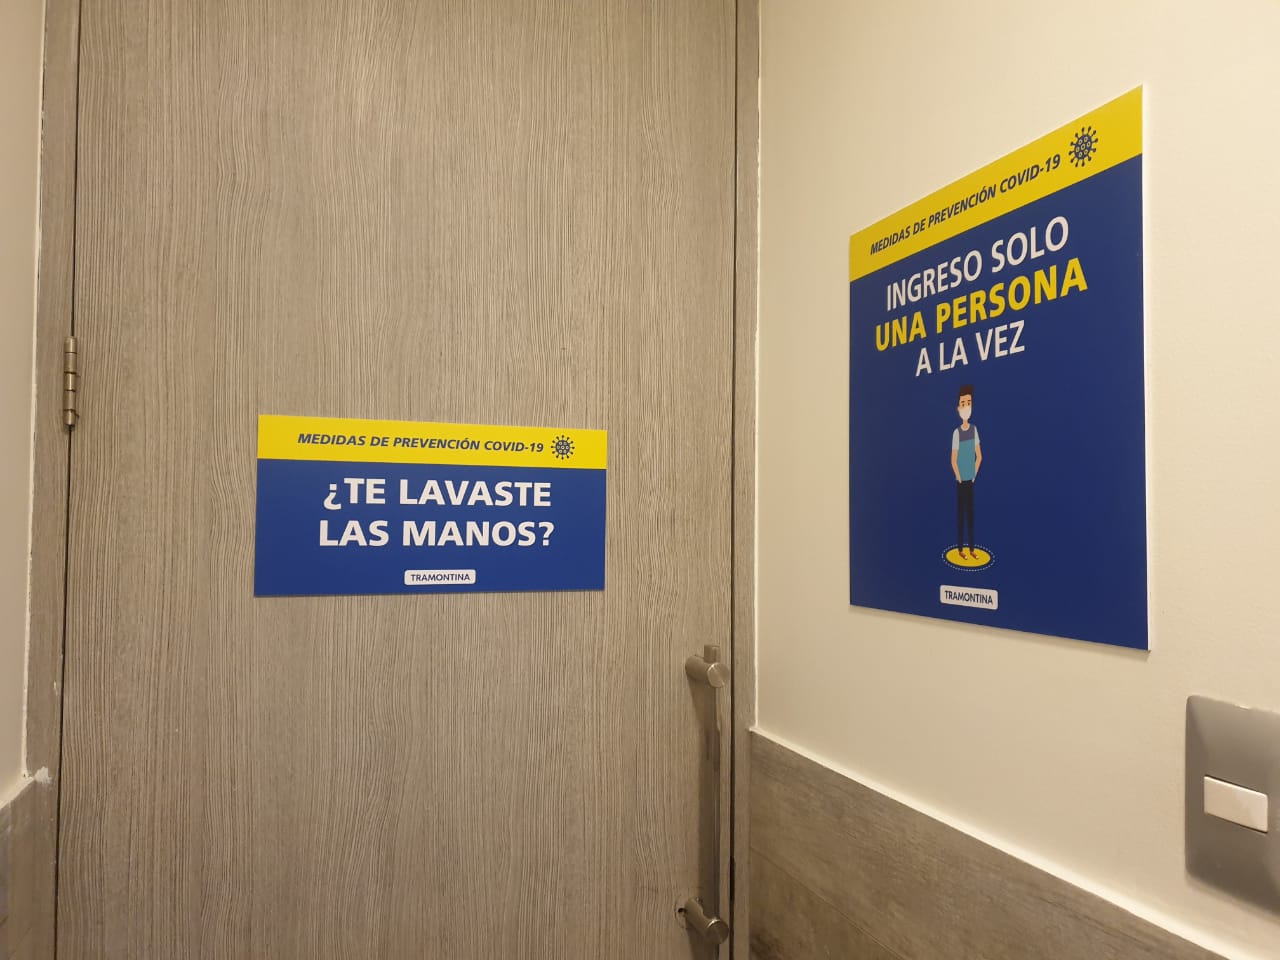 MEDIDAS DE PREVENCIÓN COVID-19
¿TE LAVASTE
LAS MANOS?
TRAMONTINA
MEDIDAS DE PREVENCIÓN COVID-19
INGRESO SOLO
UNA PERSONA
A LA VEZ
TRAMONTINA